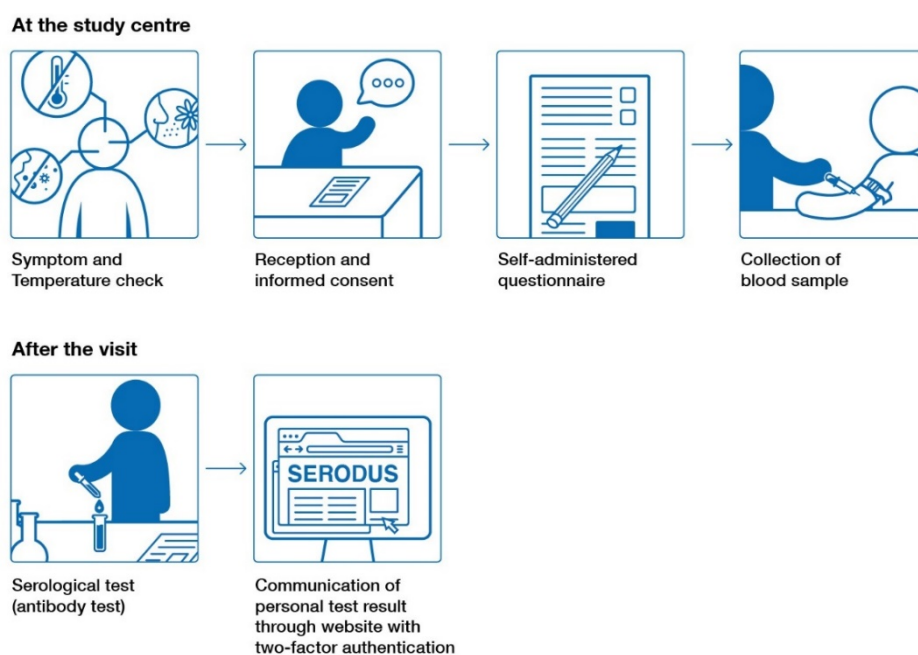 At the study centre
Symptom and
Temperature check
Reception and
informed consent
Self-administered
questionnaire
Collection of
blood sample
After the visit
SERODUS
Serological test
(antibody test)
Communication of
personal test result
through website with
two-factor authentication